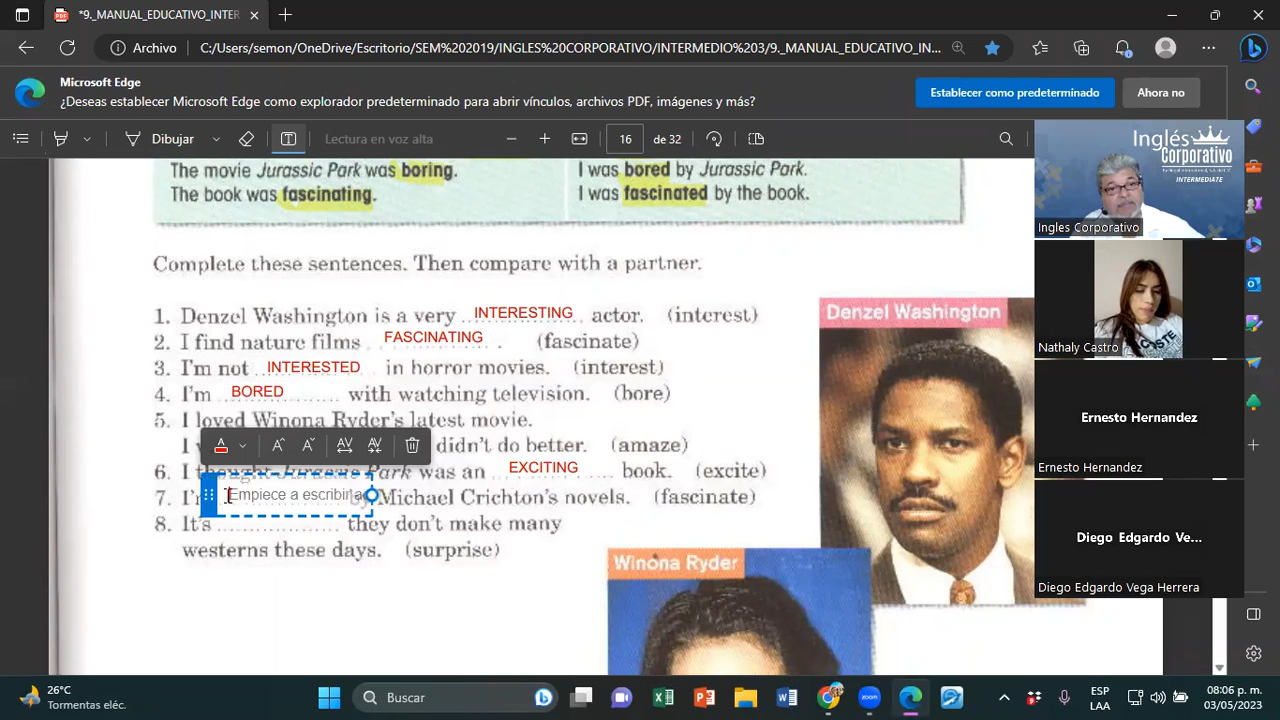 *9_ MANUAL_EDUCATIVO_INTER
Archivo
C:/Users/semon/OneDrive/Escritorio/SEM%202019/INGLES%20CORPORATIVO/INTERMEDIO%203/9._MANUAL_EDUCATIVO_IN...
Microsoft Edge
¿Deseas establecer Microsoft Edge como explorador predeterminado para abrir vínculos, archivos PDF, imágenes y más?
Establecer como predeterminado
Ahora no
Dibujar
Lectura en voz alta
16
de 32
The movie Jurassic Park was boring.
I was bored by Jurassic Park.
The book was fascinating.
I was fascinated by the book.
Complete these sentences. Then compare with a partner.
1. Denzel Washington is a very INTERESTING actor. (interest)
2. I find nature films FASCINATING . (fascinate)
3. I'm not INTERESTED in horror movies. (interest)
4. I'm BORED with watching television. (bore)
5. I loved Winona Ryder's latest movie.
didn't do better. (amaze)
6. I thought Jurassic Park was an EXCITING book. (excite)
Empiece a escribir a
7. by Michael Crichton's novels. (fascinate)
8. It's they don't make many
westerns these days. (surprise)
Denzel Washington
Winona Ryder
Inglés
Corporativo
INTERMEDIATE
Ingles Corporativo
Nathaly Castro
Ernesto Hernandez
Ernesto Hernandez
Diego Edgardo Ve...
Diego Edgardo Vega Herrera
26°C
Tormentas eléc.
Buscar
zoom
ESP
LAA
08:06 p. m.
03/05/2023